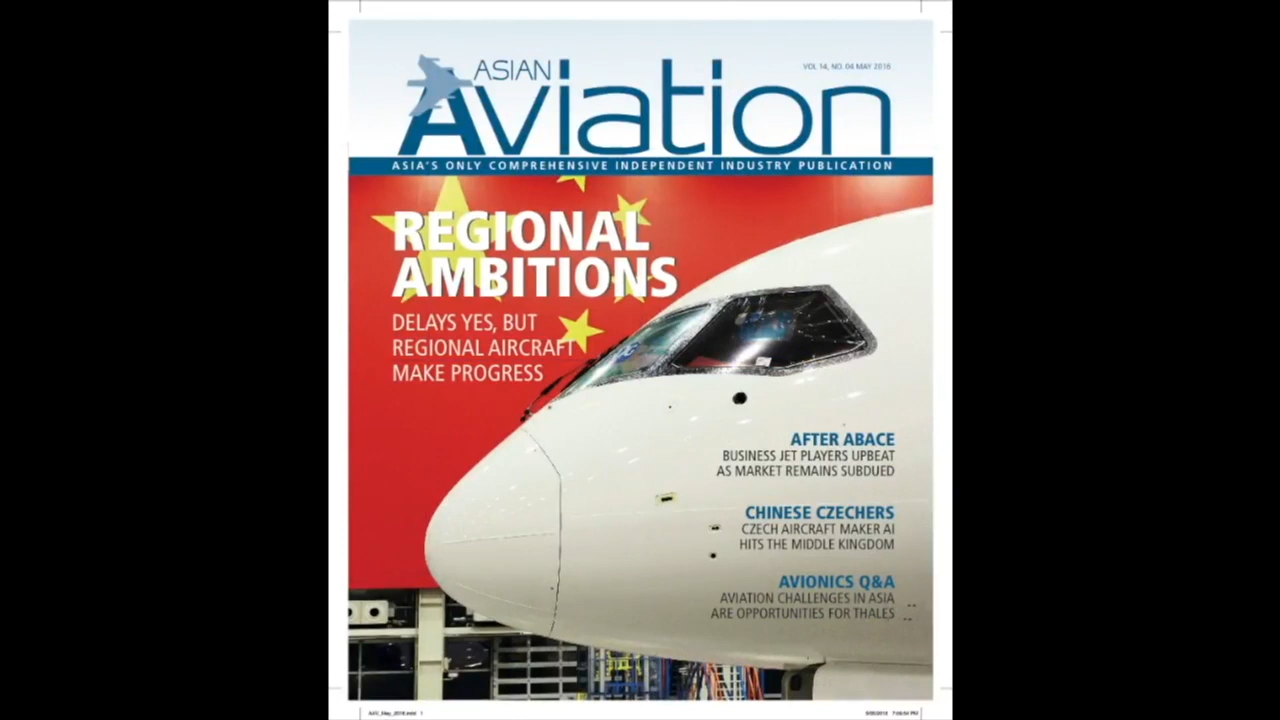 ASIAN
VOL 14, NO. 04 MAY 2016
Aviation
ASIA'S ONLY COMPREHENSIVE INDEPENDENT INDUSTRY PUBLICATION
REGIONAL
AMBITIONS
DELAYS YES, BUT
REGIONAL AIRCRAFT
MAKE PROGRESS
AFTER ABACE
BUSINESS JET PLAYERS UPBEAT
AS MARKET REMAINS SUBDUED
CHINESE CZECHERS
CZECH AIRCRAFT MAKER AI
HITS THE MIDDLE KINGDOM
AVIONICS Q&A
AVIATION CHALLENGES IN ASIA
ARE OPPORTUNITIES FOR THALES